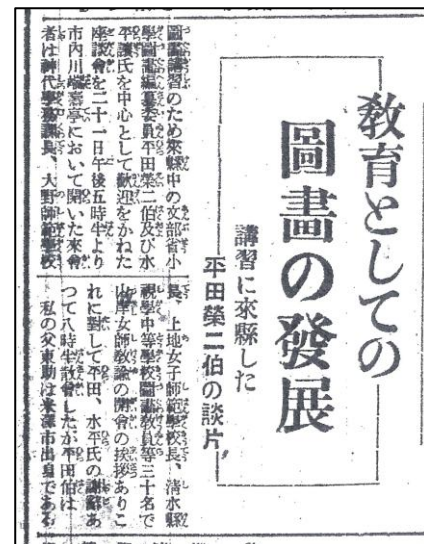 教育としての
圖畫の發展
講習に來縣した
平田榮二伯の談片
圖畫講習のため來縣中の文部省小
學圖畫編纂委員平田榮二伯及び水
平讓氏を中心として歡迎をかねた
座談會を二十一日午後五時半より
市內川端嘉亭において開いた來會
者は神代學務課長、大野師範學校
長、上地女子師範學校長、清水縣
視學中等學校圖畫敎員等三十名で
山岸女師敎諭の開會の挨拶ありこ
れに對して平田、水平氏の謝辭あ
つて八時半散會したが平田伯は
私の父東助は米澤市出身である